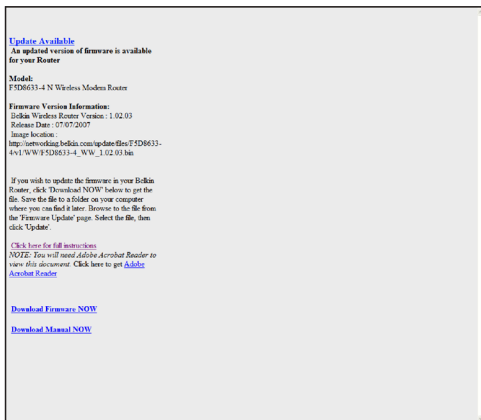 Update Available
An updated version of firmware is available
for your Router
Model:
F5D8633-4 N Wireless Modem Router
Firmware Version Information:
Belkin Wireless Router Version : 1.02.03
Release Date : 07/07/2007
Image location :
http://networking.belkin.com/update/files/F5D8633-
4/v1/WW/F5D8633-4_WW_1.02.03.bin
If you wish to update the firmware in your Belkin
Router, click 'Download NOW' below to get the
file. Save the file to a folder on your computer
where you can find it later. Browse to the file from
the 'Firmware Update' page. Select the file, then
click 'Update'.
Click here for full instructions
NOTE: You will need Adobe Acrobat Reader to
view this document. Click here to get Adobe
Acrobat Reader
Download Firmware NOW
Download Manual NOW